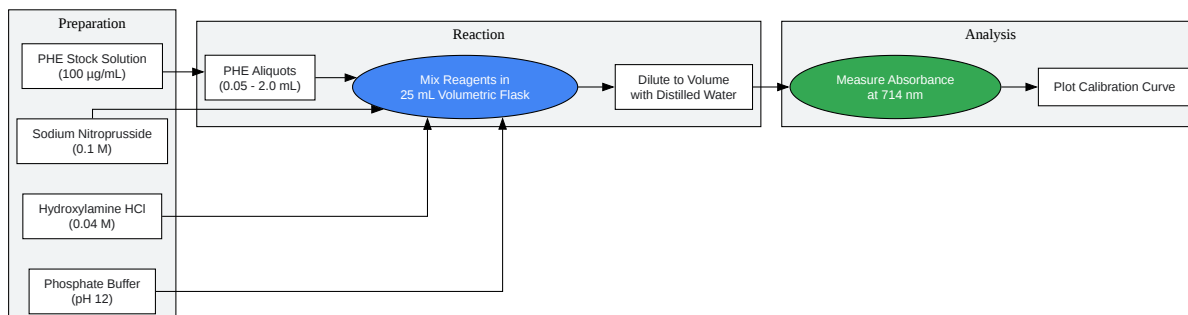 Preparation
PHE Stock Solution
(100 µg/mL)
Sodium Nitroprusside
(0.1 M)
Hydroxylamine HCl
(0.04 M)
Phosphate Buffer
(pH 12)
Reaction
PHE Aliquots
(0.05 - 2.0 mL)
Mix Reagents in
25 mL Volumetric Flask
Dilute to Volume
with Distilled Water
Analysis
Measure Absorbance
at 714 nm
Plot Calibration Curve